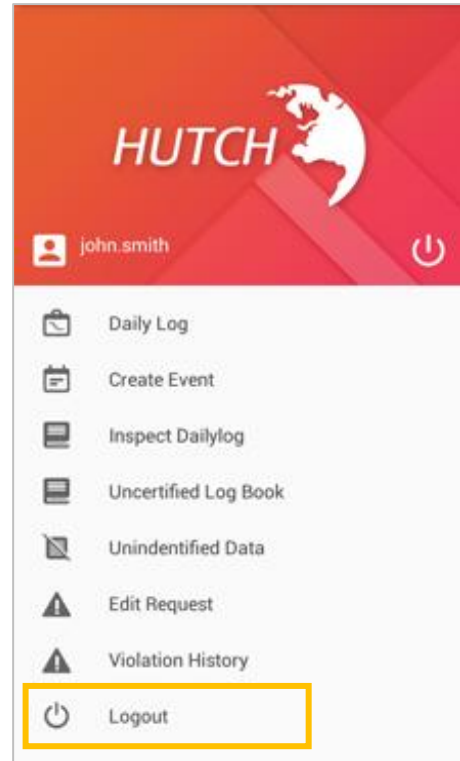 HUTCH
john.smith
Daily Log
Create Event
Inspect Dailylog
Uncertified Log Book
Unindentified Data
Edit Request
Violation History
Logout